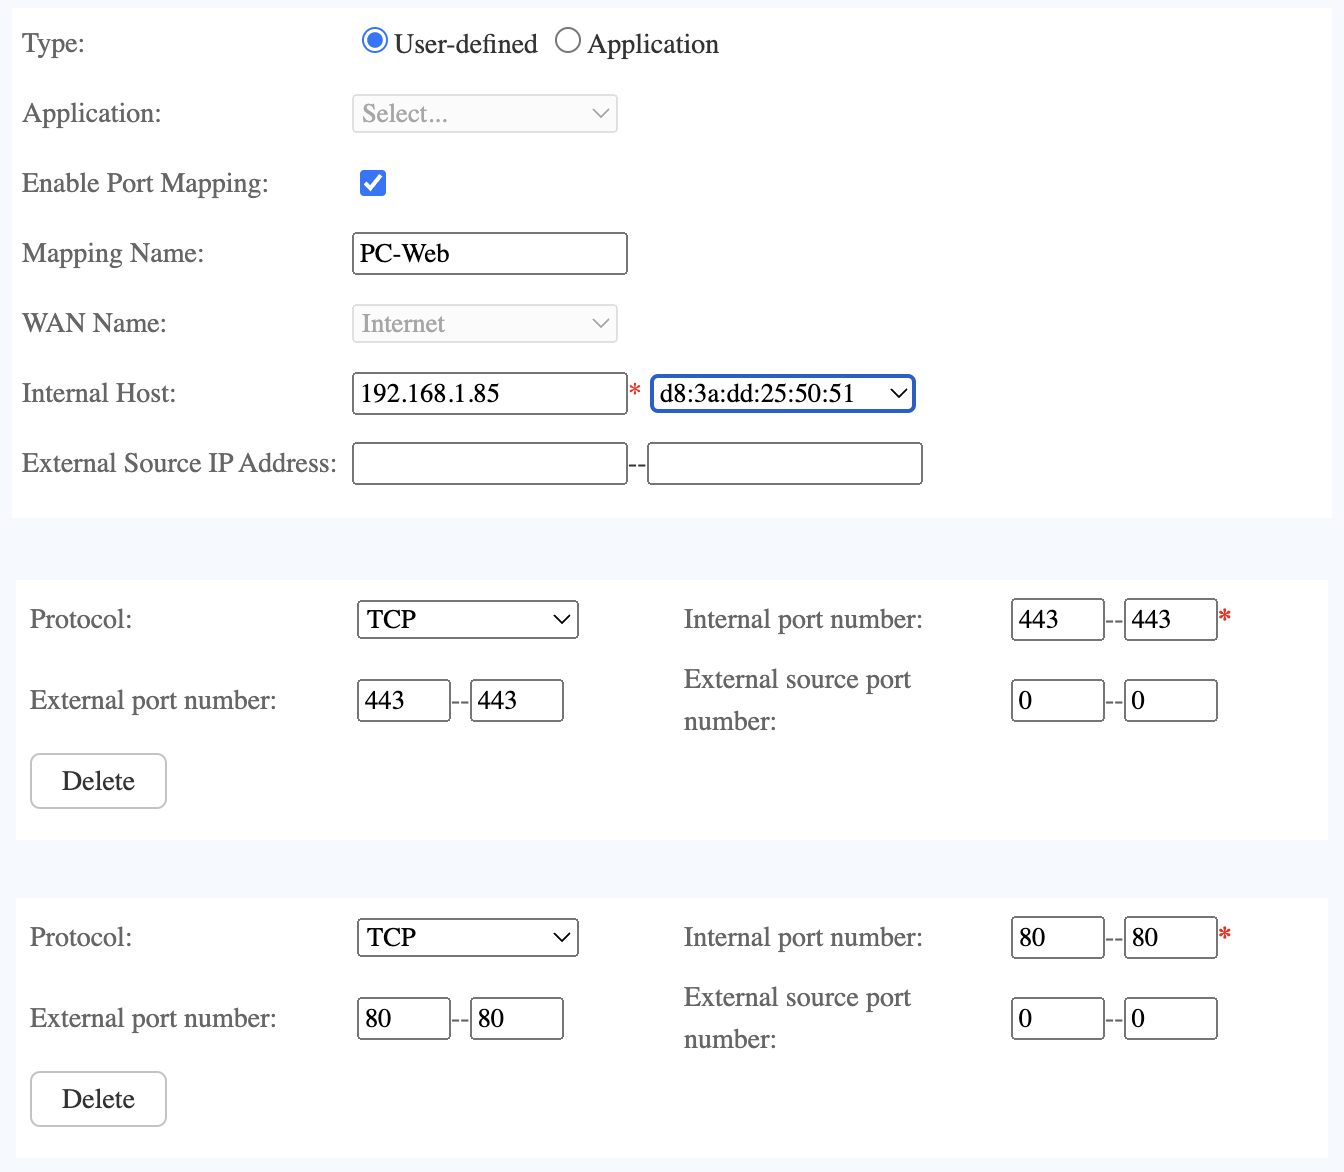 Type: User-defined Application
Application: Select...
Enable Port Mapping:
Mapping Name: PC-Web
WAN Name: Internet
Internal Host: 192.168.1.85 * d8:3a:dd:25:50:51
External Source IP Address: --
Protocol: TCP Internal port number: 443 -- 443 *
External port number: 443 -- 443 External source port number: 0 -- 0
Delete
Protocol: TCP Internal port number: 80 -- 80 *
External port number: 80 -- 80 External source port number: 0 -- 0
Delete